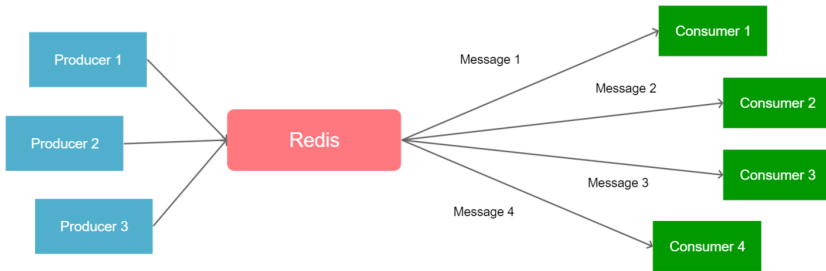 Producer 1
Producer 2
Producer 3
Redis
Message 1
Message 2
Message 3
Message 4
Consumer 1
Consumer 2
Consumer 3
Consumer 4